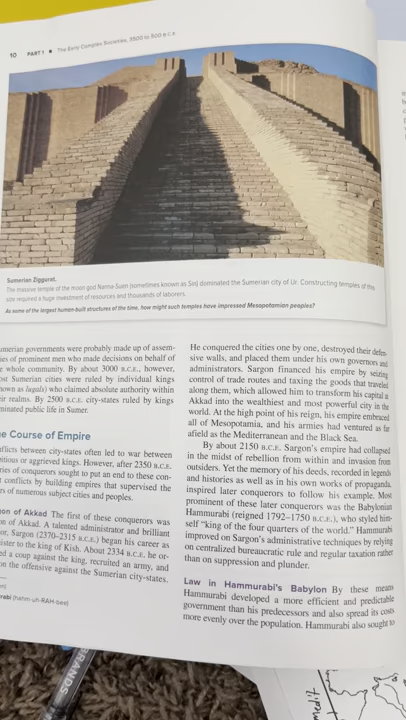 10 PART 1 ■ The Early Complex Societies, 3500 to 500 B.C.E.
Sumerian Ziggurat.
The massive temple of the moon god Nanna-Suen (sometimes known as Sin) dominated the Sumerian city of Ur. Constructing temples of this
size required a huge investment of resources and thousands of laborers.
As some of the largest human-built structures of the time, how might such temples have impressed Mesopotamian peoples?
umerian governments were probably made up of assem-
ies of prominent men who made decisions on behalf of
e whole community. By about 3000 B.C.E., however,
ost Sumerian cities were ruled by individual kings
nown as lugals) who claimed absolute authority within
eir realms. By 2500 B.C.E. city-states ruled by kings
minated public life in Sumer.
e Course of Empire
nflicts between city-states often led to war between
bitious or aggrieved kings. However, after 2350 B.C.E.
ries of conquerors sought to put an end to these con-
t conflicts by building empires that supervised the
rs of numerous subject cities and peoples.
gon of Akkad The first of these conquerors was
on of Akkad. A talented administrator and brilliant
or, Sargon (2370–2315 B.C.E.) began his career as
ister to the king of Kish. About 2334 B.C.E. he or-
ed a coup against the king, recruited an army, and
on the offensive against the Sumerian city-states.
rabi (hahm-uh-RAH-bee)
He conquered the cities one by one, destroyed their defen-
sive walls, and placed them under his own governors and
administrators. Sargon financed his empire by seizing
control of trade routes and taxing the goods that traveled
along them, which allowed him to transform his capital at
Akkad into the wealthiest and most powerful city in the
world. At the high point of his reign, his empire embraced
all of Mesopotamia, and his armies had ventured as far
afield as the Mediterranean and the Black Sea.
By about 2150 B.C.E. Sargon's empire had collapsed
in the midst of rebellion from within and invasion from
outsiders. Yet the memory of his deeds, recorded in legends
and histories as well as in his own works of propaganda,
inspired later conquerors to follow his example. Most
prominent of these later conquerors was the Babylonian
Hammurabi (reigned 1792–1750 B.C.E.), who styled him-
self "king of the four quarters of the world." Hammurabi
improved on Sargon's administrative techniques by relying
on centralized bureaucratic rule and regular taxation rather
than on suppression and plunder.
Law in Hammurabi's Babylon By these means
Hammurabi developed a more efficient and predictable
government than his predecessors and also spread its costs
more evenly over the population. Hammurabi also sought to
BRANDS